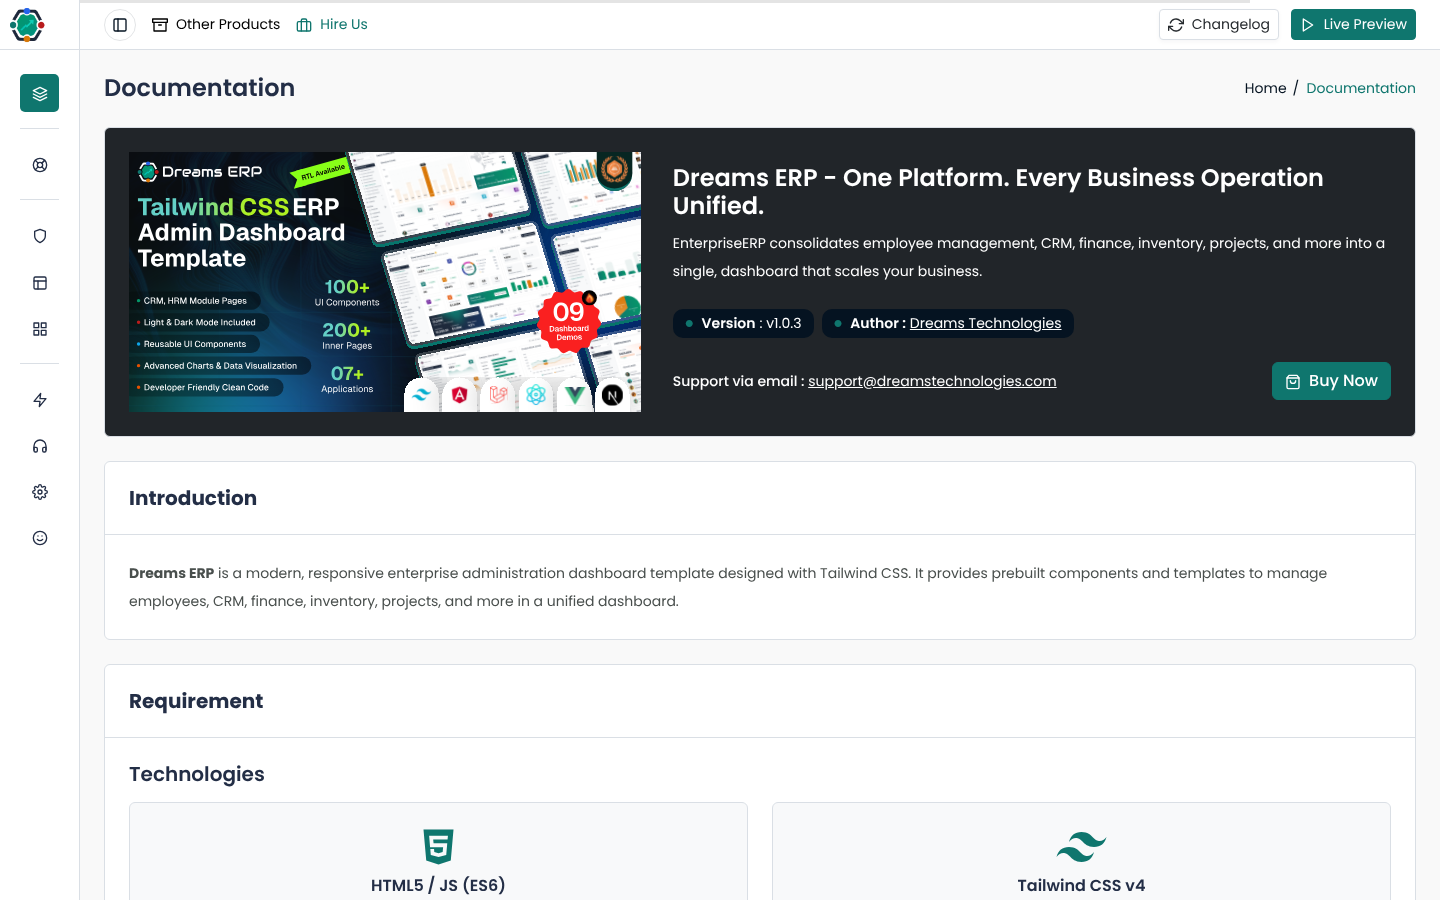 Other Products
Hire Us
Changelog
Live Preview
Documentation
Home / Documentation
Dreams ERP
RTL Available
Tailwind CSS ERP
Admin Dashboard
Template
CRM, HRM Module Pages
Light & Dark Mode Included
Reusable UI Components
Advanced Charts & Data Visualization
Developer Friendly Clean Code
100+
UI Components
200+
Inner Pages
07+
Applications
09
Dashboard
Demos
Dreams ERP - One Platform. Every Business Operation
Unified.
EnterpriseERP consolidates employee management, CRM, finance, inventory, projects, and more into a
single, dashboard that scales your business.
Version : v1.0.3
Author : Dreams Technologies
Support via email : support@dreamstechnologies.com
Buy Now
Introduction
Dreams ERP is a modern, responsive enterprise administration dashboard template designed with Tailwind CSS. It provides prebuilt components and templates to manage
employees, CRM, finance, inventory, projects, and more in a unified dashboard.
Requirement
Technologies
HTML5 / JS (ES6)
Tailwind CSS v4